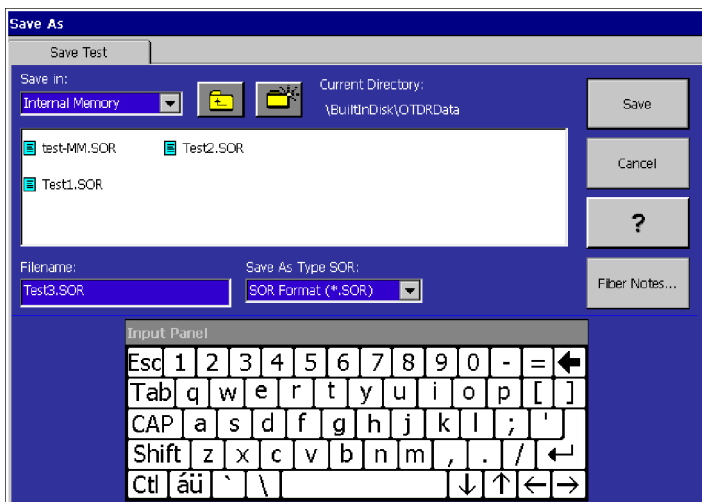 Save As
Save Test
Save in:
Internal Memory
Current Directory:
\BuiltInDisk\OTDRData
Save
test-MM.SOR
Test2.SOR
Test1.SOR
Cancel
?
Filename:
Test3.SOR
Save As Type SOR:
SOR Format (*.SOR)
Fiber Notes...
Input Panel
Esc 1 2 3 4 5 6 7 8 9 0 - =
Tab q w e r t y u i o p [ ]
CAP a s d f g h j k l ; '
Shift z x c v b n m , . /
Ctl áü ` \